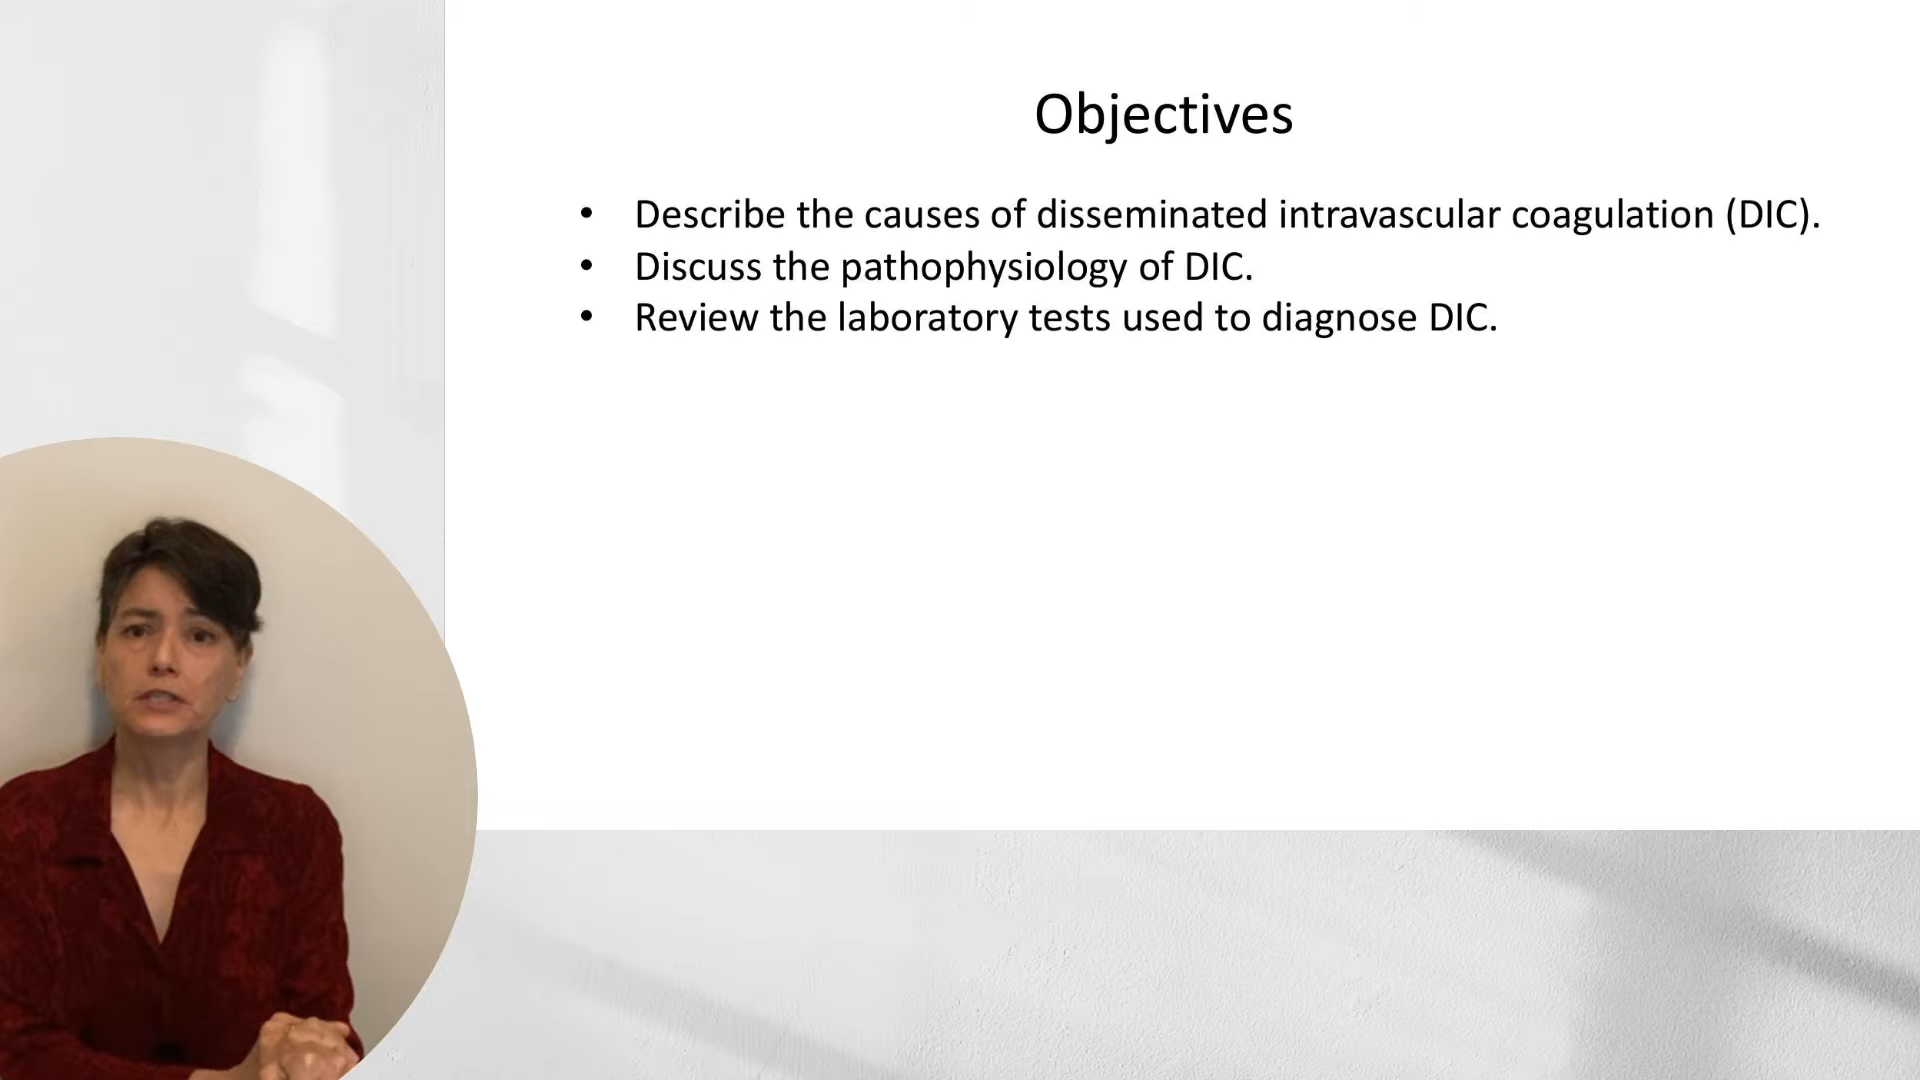 Objectives
• Describe the causes of disseminated intravascular coagulation (DIC).
• Discuss the pathophysiology of DIC.
• Review the laboratory tests used to diagnose DIC.